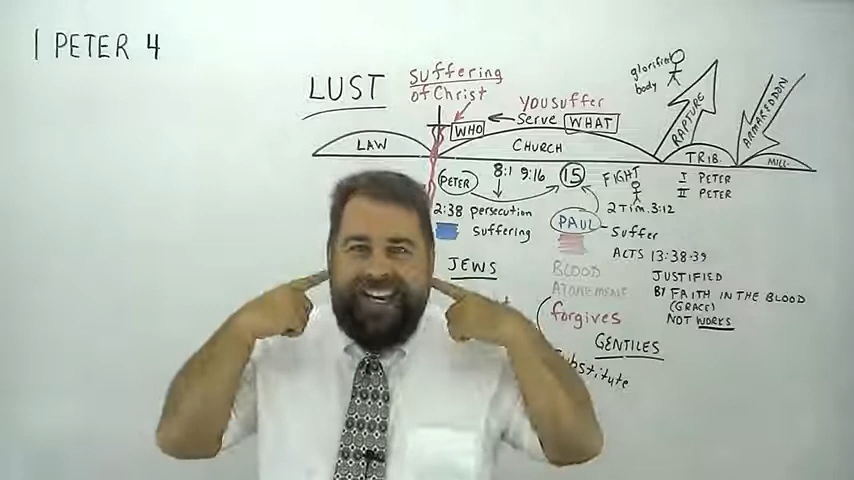 1 PETER 4
LUST
suffering
of Christ
you suffer
serve WHAT
WHO
glorified
body
RAPTURE
ARMAGEDDON
LAW
CHURCH
TRIB.
MILL.
PETER
8:1 9:16
15
FIGHT
I PETER
II PETER
2:38 persecution
suffering
2 Tim. 3:12
PAUL - suffer
ACTS 13:38-39
JEWS
BLOOD
ATONEMENT
forgives
JUSTIFIED
BY FAITH IN THE BLOOD
(GRACE)
NOT WORKS
GENTILES